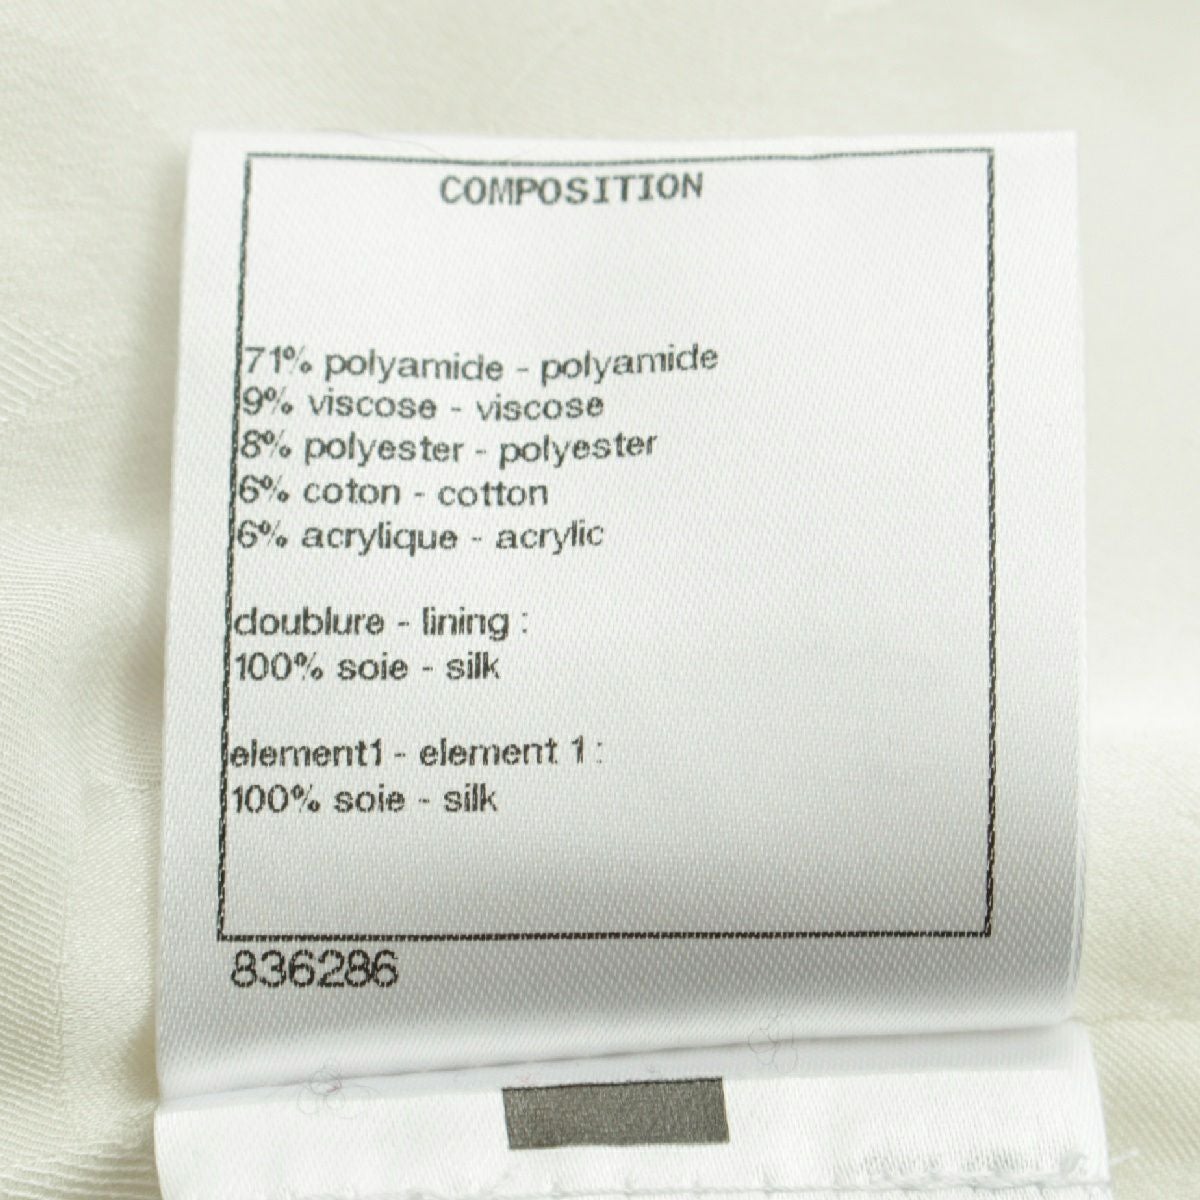 COMPOSITION
71% polyamide - polyamide
9% viscose - viscose
8% polyester - polyester
6% coton - cotton
6% acrylique - acrylic
doublure - lining :
100% soie - silk
element1 - element 1 :
100% soie - silk
836286